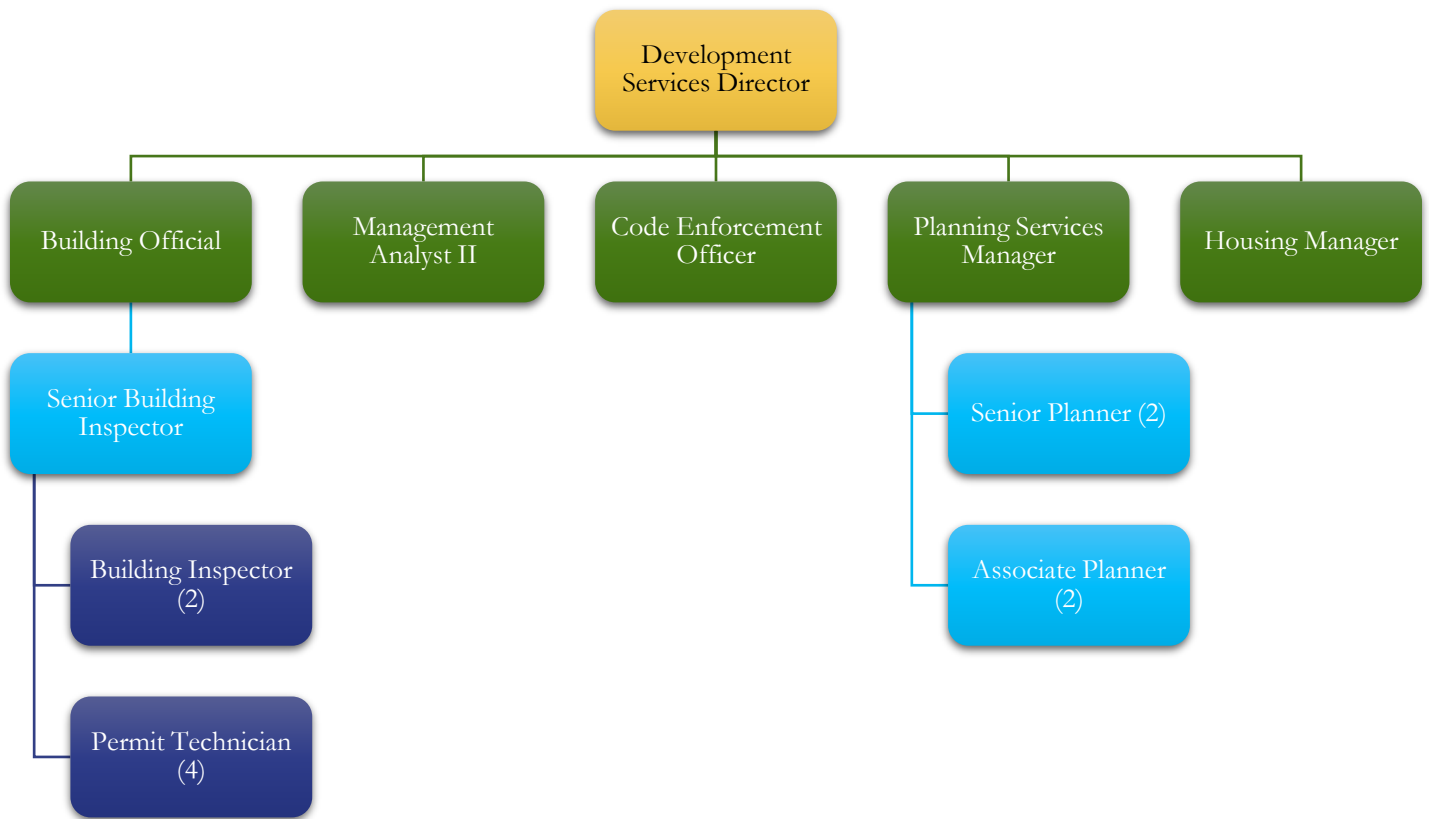 Development
Services Director
Building Official
Management
Analyst II
Code Enforcement
Officer
Planning Services
Manager
Housing Manager
Senior Building
Inspector
Senior Planner (2)
Building Inspector
(2)
Associate Planner
(2)
Permit Technician
(4)